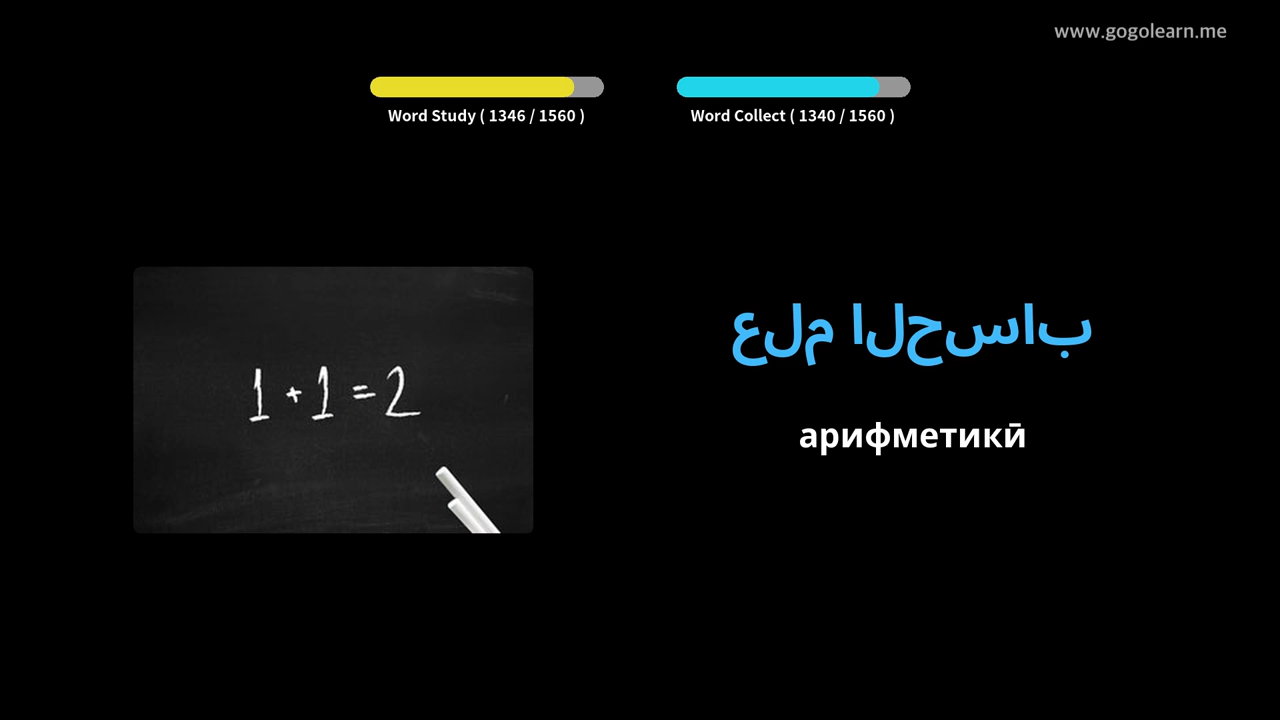 www.gogolearn.me
Word Study ( 1346 / 1560 )
Word Collect ( 1340 / 1560 )
1 + 1 = 2
علم الحساب
арифметикӣ